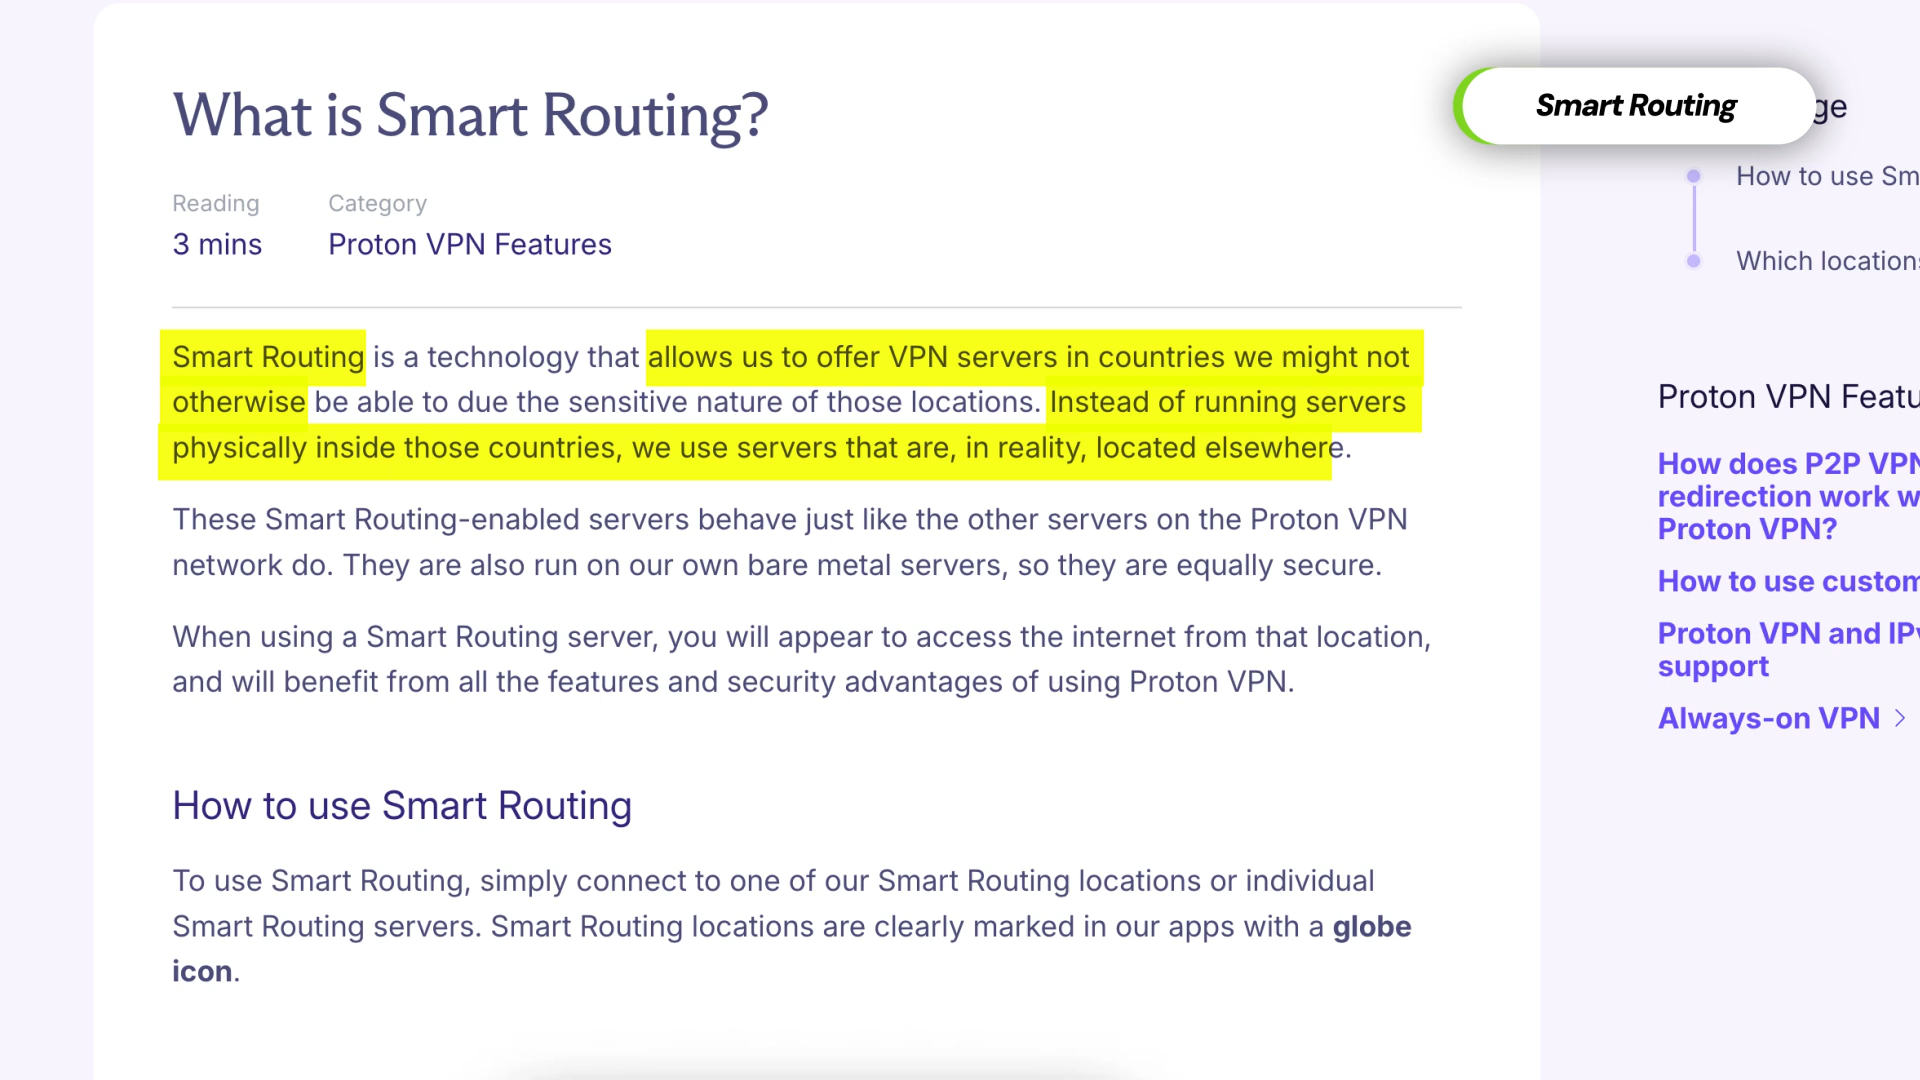 What is Smart Routing?
Reading
3 mins
Category
Proton VPN Features
Smart Routing is a technology that allows us to offer VPN servers in countries we might not
otherwise be able to due the sensitive nature of those locations. Instead of running servers
physically inside those countries, we use servers that are, in reality, located elsewhere.
These Smart Routing-enabled servers behave just like the other servers on the Proton VPN
network do. They are also run on our own bare metal servers, so they are equally secure.
When using a Smart Routing server, you will appear to access the internet from that location,
and will benefit from all the features and security advantages of using Proton VPN.
How to use Smart Routing
To use Smart Routing, simply connect to one of our Smart Routing locations or individual
Smart Routing servers. Smart Routing locations are clearly marked in our apps with a globe
icon.
Smart Routing
ge
How to use Sm
Which locations
Proton VPN Featu
How does P2P VPN
redirection work w
Proton VPN?
How to use custom
Proton VPN and IPv
support
Always-on VPN